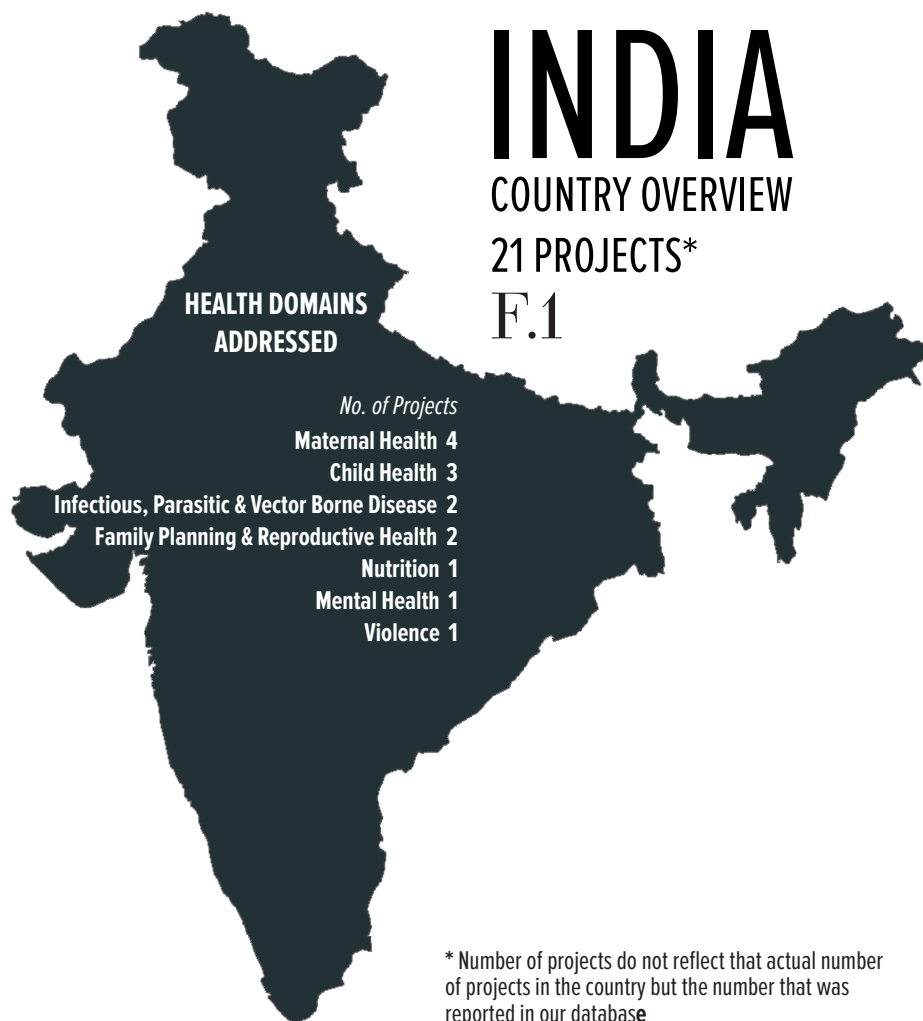 INDIA
COUNTRY OVERVIEW
21 PROJECTS*
F.1
HEALTH DOMAINS
ADDRESSED
No. of Projects
Maternal Health 4
Child Health 3
Infectious, Parasitic & Vector Borne Disease 2
Family Planning & Reproductive Health 2
Nutrition 1
Mental Health 1
Violence 1
* Number of projects do not reflect that actual number
of projects in the country but the number that was
reported in our database